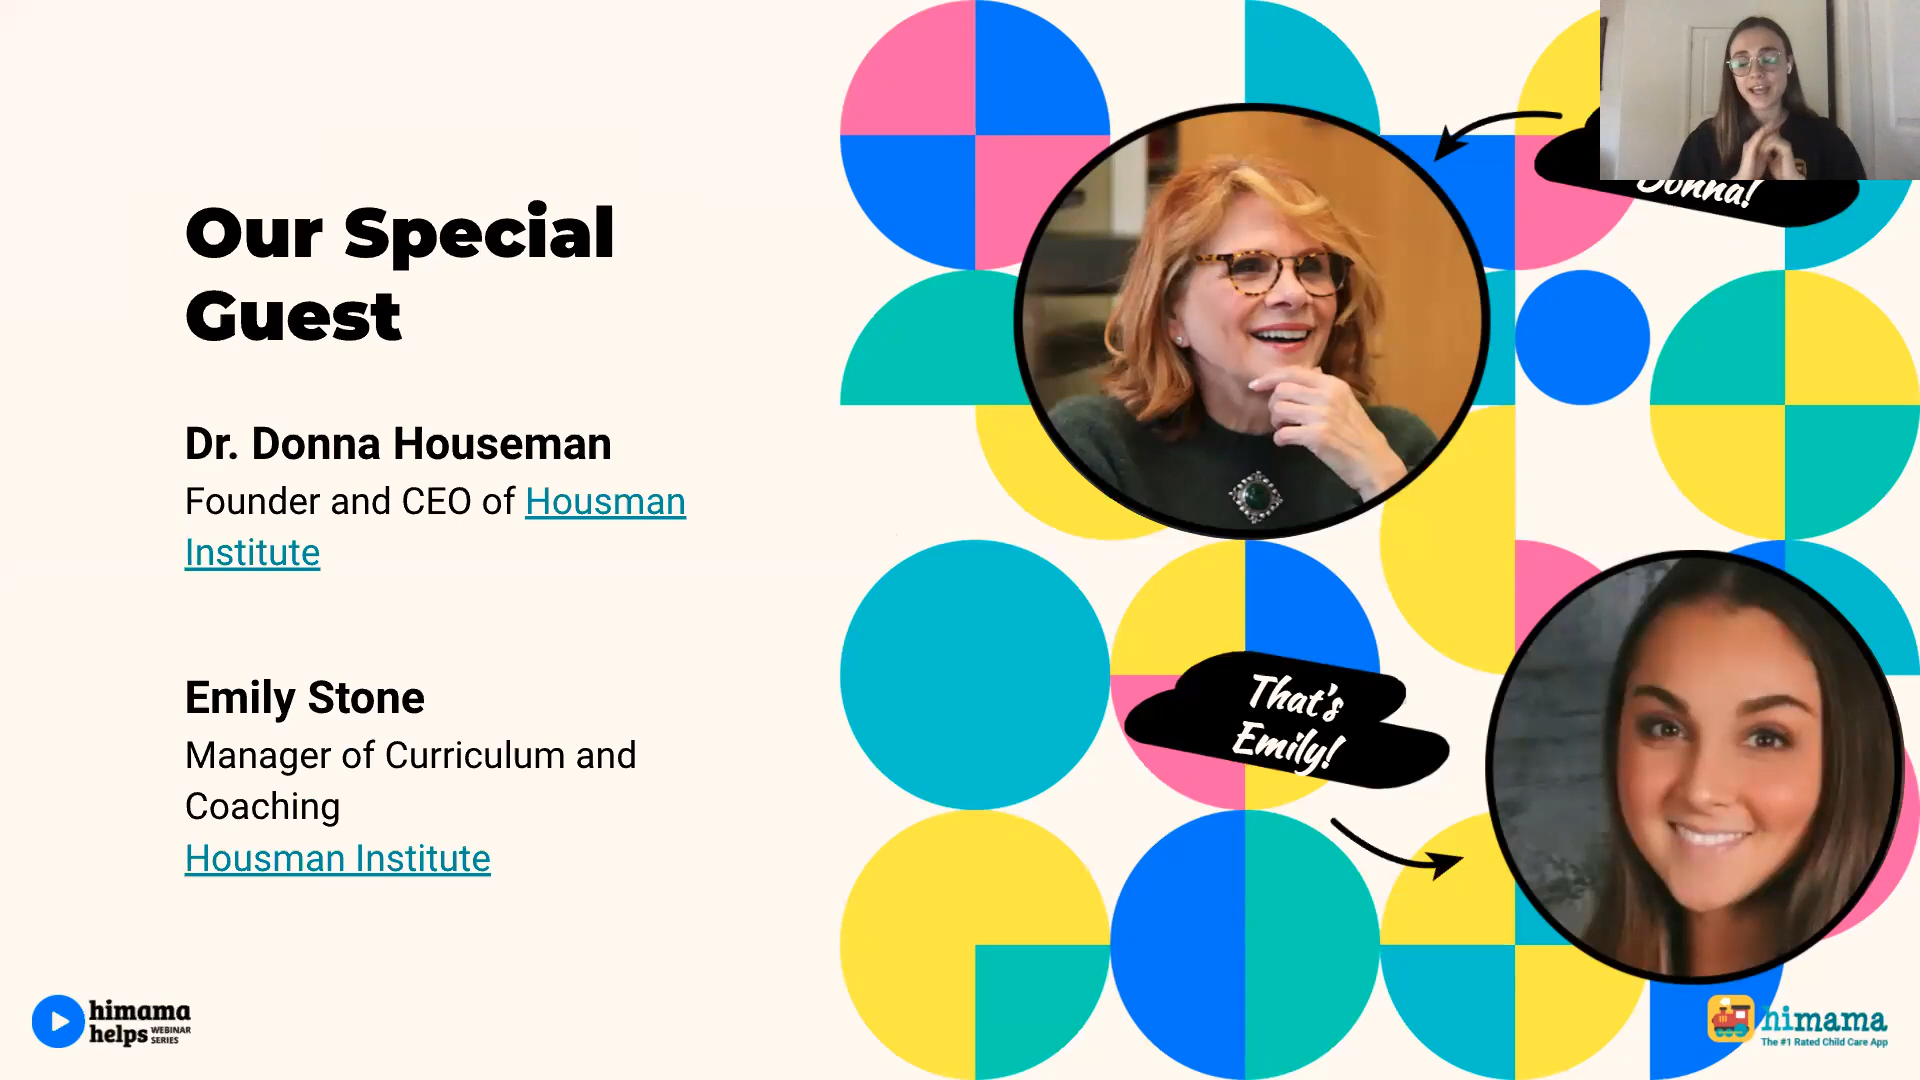 Our Special
Guest
Dr. Donna Houseman
Founder and CEO of Housman
Institute
Emily Stone
Manager of Curriculum and
Coaching
Housman Institute
Donna!
That's
Emily!
himama
helps WEBINAR
SERIES
himama
The #1 Rated Child Care App